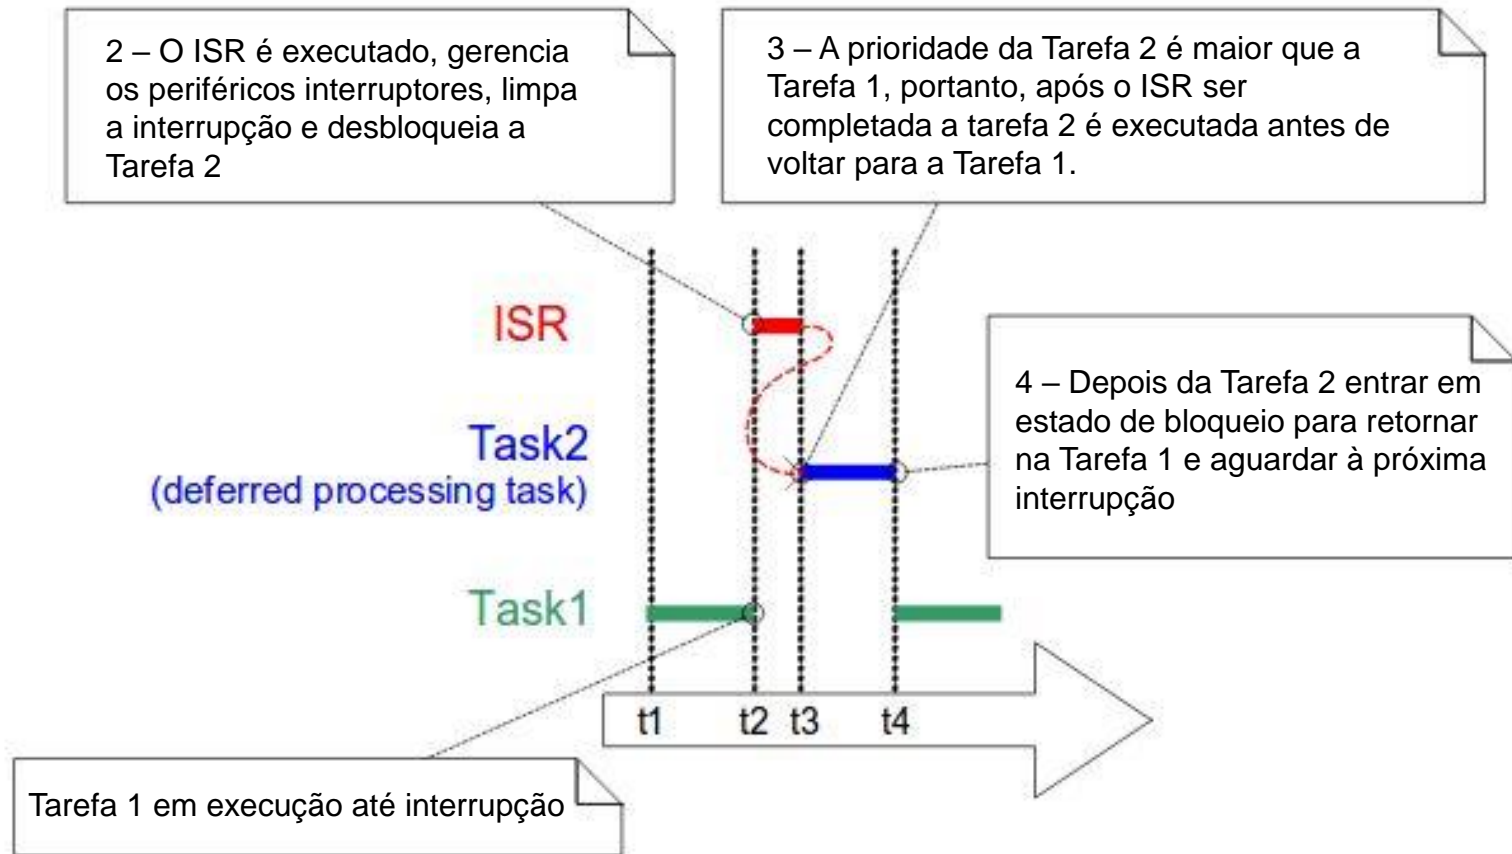 2 – O ISR é executado, gerencia
os periféricos interruptores, limpa
a interrupção e desbloqueia a
Tarefa 2
3 – A prioridade da Tarefa 2 é maior que a
Tarefa 1, portanto, após o ISR ser
completada a tarefa 2 é executada antes de
voltar para a Tarefa 1.
ISR
Task2
(deferred processing task)
4 – Depois da Tarefa 2 entrar em
estado de bloqueio para retornar
na Tarefa 1 e aguardar à próxima
interrupção
Task1
t1 t2 t3 t4
Tarefa 1 em execução até interrupção